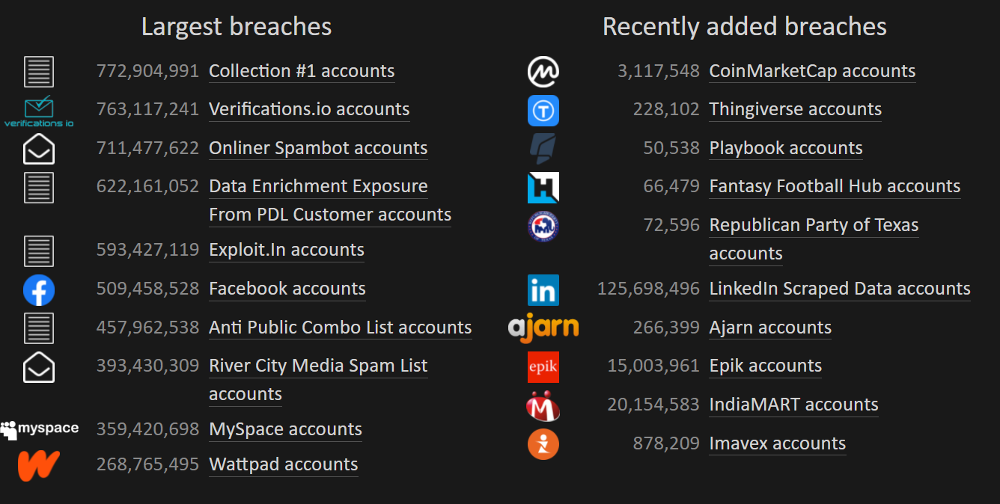 Largest breaches
772,904,991 Collection #1 accounts
verifications io
763,117,241 Verifications.io accounts
711,477,622 Onliner Spambot accounts
622,161,052 Data Enrichment Exposure
From PDL Customer accounts
593,427,119 Exploit.In accounts
f
509,458,528 Facebook accounts
457,962,538 Anti Public Combo List accounts
393,430,309 River City Media Spam List
accounts
myspace
359,420,698 MySpace accounts
W
268,765,495 Wattpad accounts
Recently added breaches
3,117,548 CoinMarketCap accounts
T
228,102 Thingiverse accounts
50,538 Playbook accounts
H
66,479 Fantasy Football Hub accounts
72,596 Republican Party of Texas
accounts
in
125,698,496 LinkedIn Scraped Data accounts
ajarn
266,399 Ajarn accounts
epik
15,003,961 Epik accounts
M
20,154,583 IndiaMART accounts
878,209 Imavex accounts